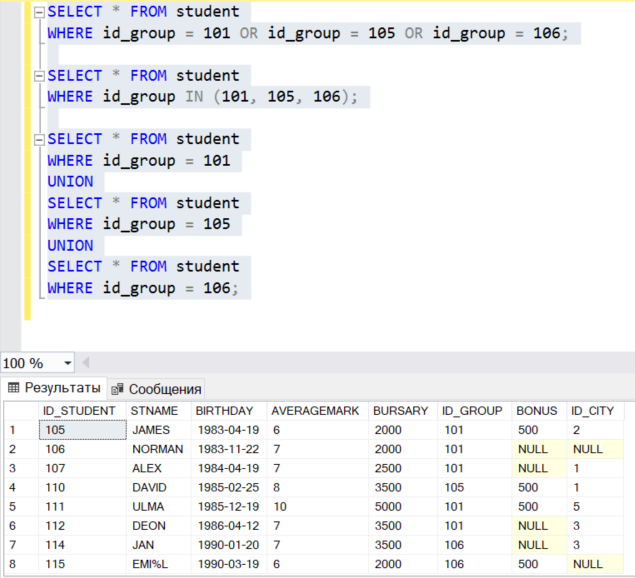 SELECT * FROM student
WHERE id_group = 101 OR id_group = 105 OR id_group = 106;
SELECT * FROM student
WHERE id_group IN (101, 105, 106);
SELECT * FROM student
WHERE id_group = 101
UNION
SELECT * FROM student
WHERE id_group = 105
UNION
SELECT * FROM student
WHERE id_group = 106;
100 %
Результаты Сообщения
ID_STUDENT STNAME BIRTHDAY AVERAGEMARK BURSARY ID_GROUP BONUS ID_CITY
1 105 JAMES 1983-04-19 6 2000 101 500 2
2 106 NORMAN 1983-11-22 7 2000 101 NULL NULL
3 107 ALEX 1984-04-19 7 2500 101 NULL 1
4 110 DAVID 1985-02-25 8 3500 105 500 1
5 111 ULMA 1985-12-19 10 5000 101 500 5
6 112 DEON 1986-04-12 7 3500 101 NULL 3
7 114 JAN 1990-01-20 7 3500 106 NULL 3
8 115 EMI%L 1990-03-19 6 2000 106 500 NULL